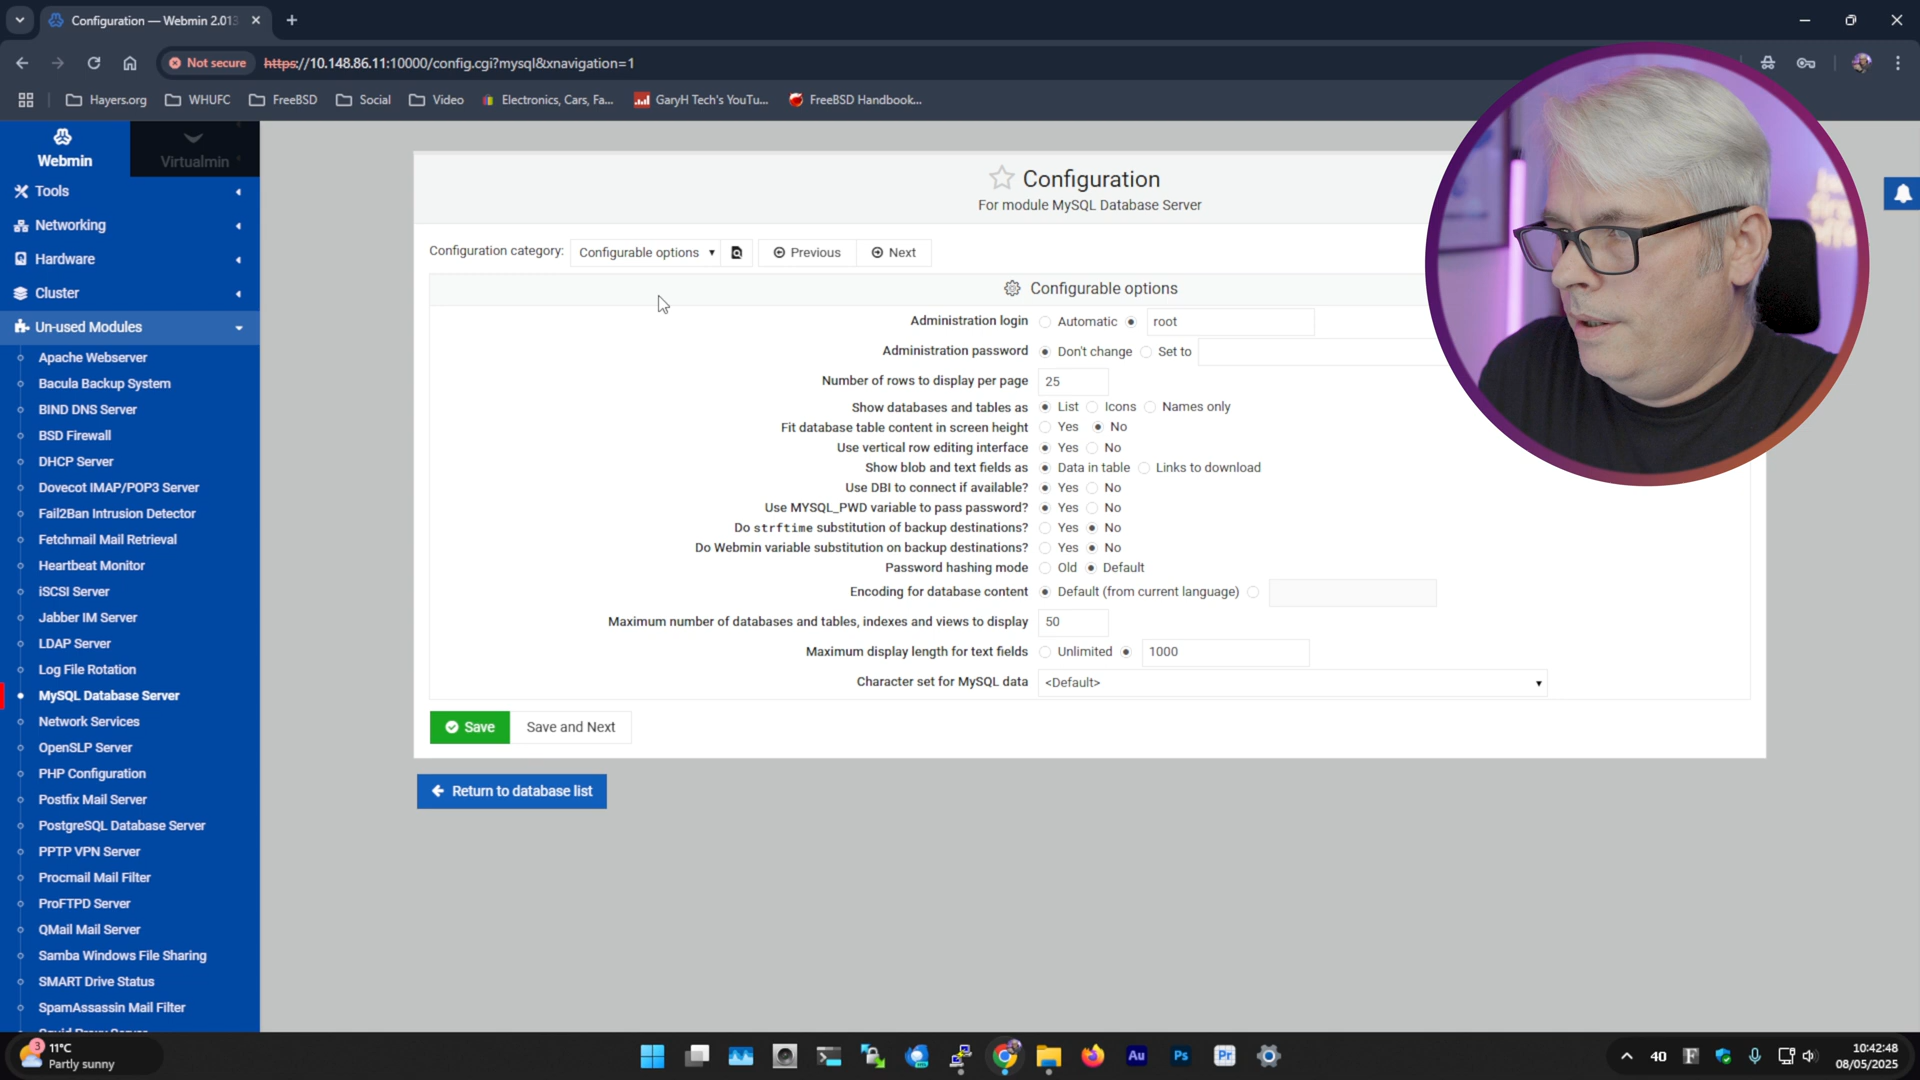 Configuration — Webmin 2.013
Not secure
https://10.148.86.11:10000/config.cgi?mysql&xnavigation=1
Hayers.org
WHUFC
FreeBSD
Social
Video
Electronics, Cars, Fa...
GaryH Tech's YouTu...
FreeBSD Handbook...
Webmin
Virtualmin
Tools
Networking
Hardware
Cluster
Un-used Modules
Apache Webserver
Bacula Backup System
BIND DNS Server
BSD Firewall
DHCP Server
Dovecot IMAP/POP3 Server
Fail2Ban Intrusion Detector
Fetchmail Mail Retrieval
Heartbeat Monitor
iSCSI Server
Jabber IM Server
LDAP Server
Log File Rotation
MySQL Database Server
Network Services
OpenSLP Server
PHP Configuration
Postfix Mail Server
PostgreSQL Database Server
PPTP VPN Server
Procmail Mail Filter
ProFTPD Server
QMail Mail Server
Samba Windows File Sharing
SMART Drive Status
SpamAssassin Mail Filter
Configuration
For module MySQL Database Server
Configuration category: Configurable options Previous Next
Configurable options
Administration login Automatic root
Administration password Don't change Set to
Number of rows to display per page 25
Show databases and tables as List Icons Names only
Fit database table content in screen height Yes No
Use vertical row editing interface Yes No
Show blob and text fields as Data in table Links to download
Use DBI to connect if available? Yes No
Use MYSQL_PWD variable to pass password? Yes No
Do strftime substitution of backup destinations? Yes No
Do Webmin variable substitution on backup destinations? Yes No
Password hashing mode Old Default
Encoding for database content Default (from current language)
Maximum number of databases and tables, indexes and views to display 50
Maximum display length for text fields Unlimited 1000
Character set for MySQL data <Default>
Save Save and Next
Return to database list
3
11°C
Partly sunny
Au
Ps
Pr
40
F
10:42:48
08/05/2025